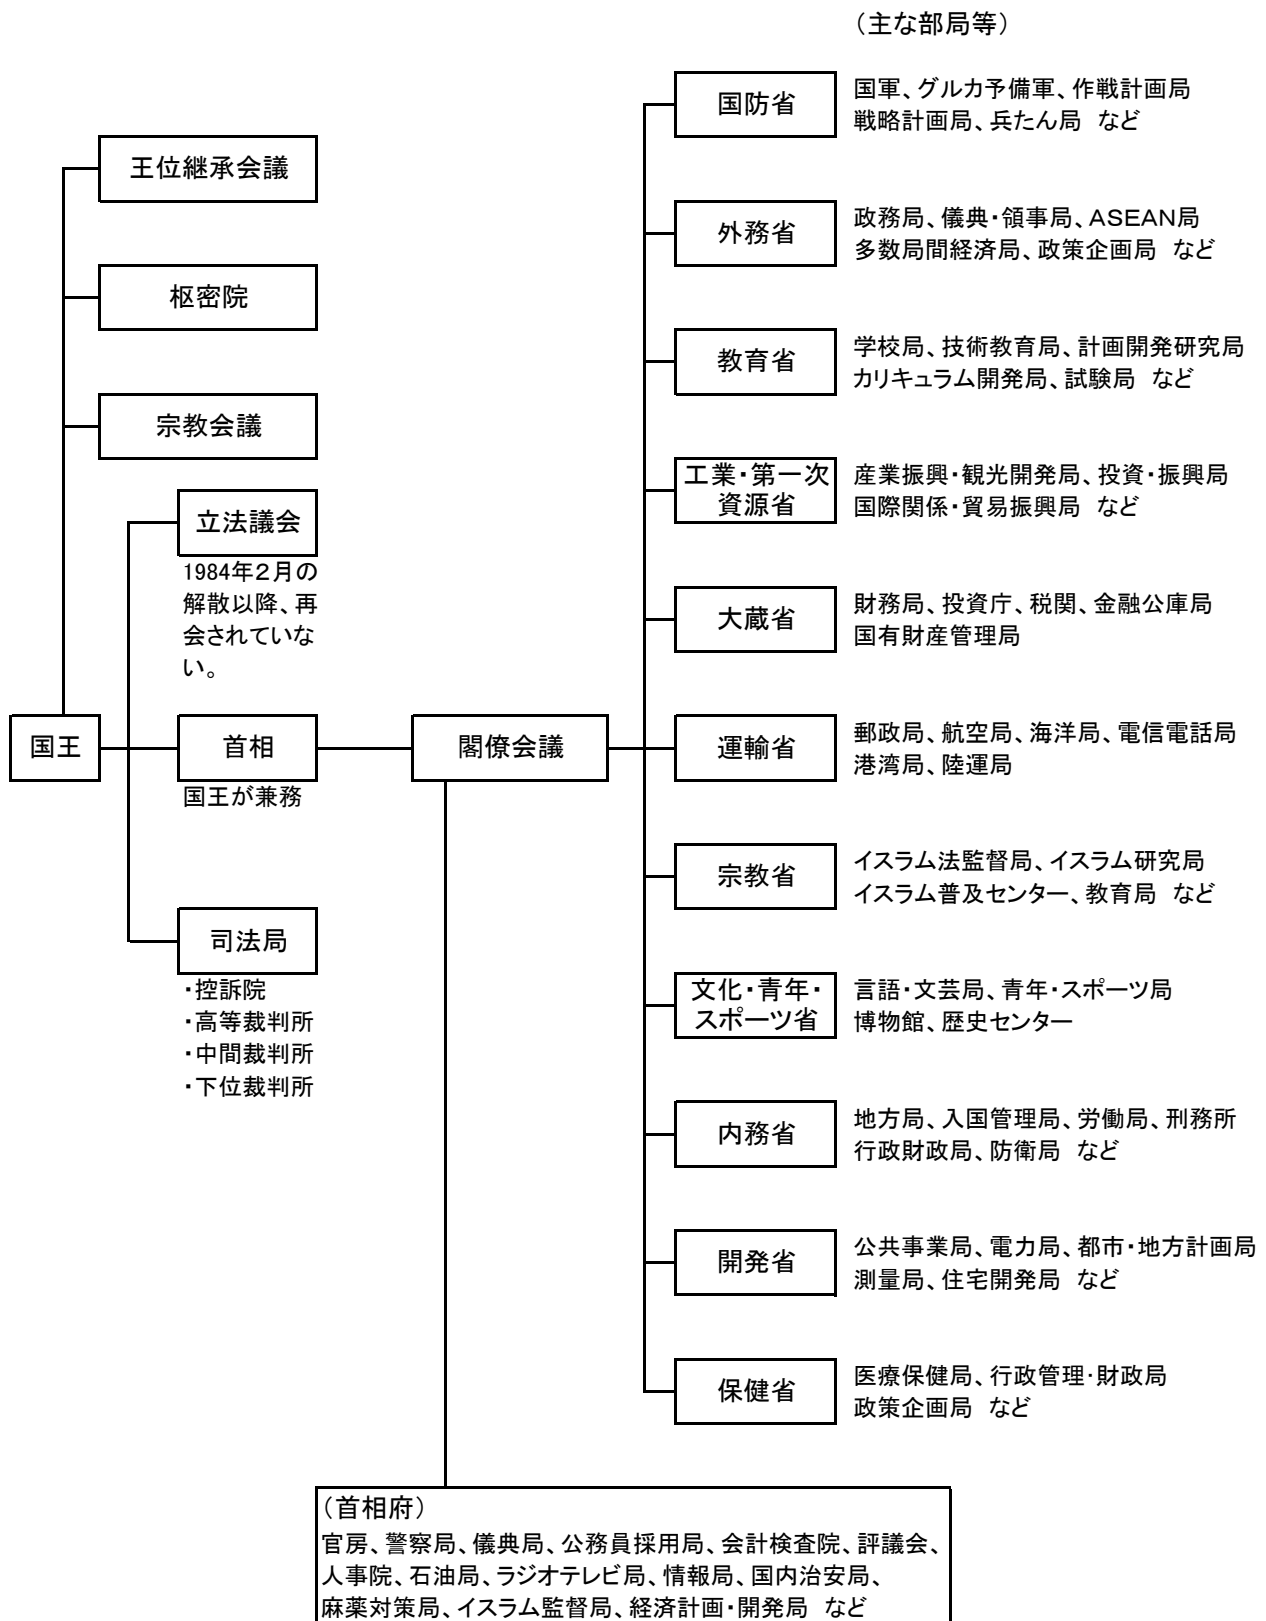 （主な部局等）
国防省
国軍、グルカ予備軍、作戦計画局
戦略計画局、兵たん局　など
王位継承会議
外務省
政務局、儀典・領事局、ＡＳＥＡＮ局
多数局間経済局、政策企画局　など
枢密院
教育省
学校局、技術教育局、計画開発研究局
カリキュラム開発局、試験局　など
宗教会議
工業・第一次
資源省
産業振興・観光開発局、投資・振興局
国際関係・貿易振興局　など
立法議会
1984年２月の
解散以降、再
会されていな
い。
大蔵省
財務局、投資庁、税関、金融公庫局
国有財産管理局
国王
首相
国王が兼務
閣僚会議
運輸省
郵政局、航空局、海洋局、電信電話局
港湾局、陸運局
宗教省
イスラム法監督局、イスラム研究局
イスラム普及センター、教育局　など
司法局
・控訴院
・高等裁判所
・中間裁判所
・下位裁判所
文化・青年・
スポーツ省
言語・文芸局、青年・スポーツ局
博物館、歴史センター
内務省
地方局、入国管理局、労働局、刑務所
行政財政局、防衛局　など
開発省
公共事業局、電力局、都市・地方計画局
測量局、住宅開発局　など
保健省
医療保健局、行政管理･財政局
政策企画局　など
（首相府）
官房、警察局、儀典局、公務員採用局、会計検査院、評議会、
人事院、石油局、ラジオテレビ局、情報局、国内治安局、
麻薬対策局、イスラム監督局、経済計画・開発局　など